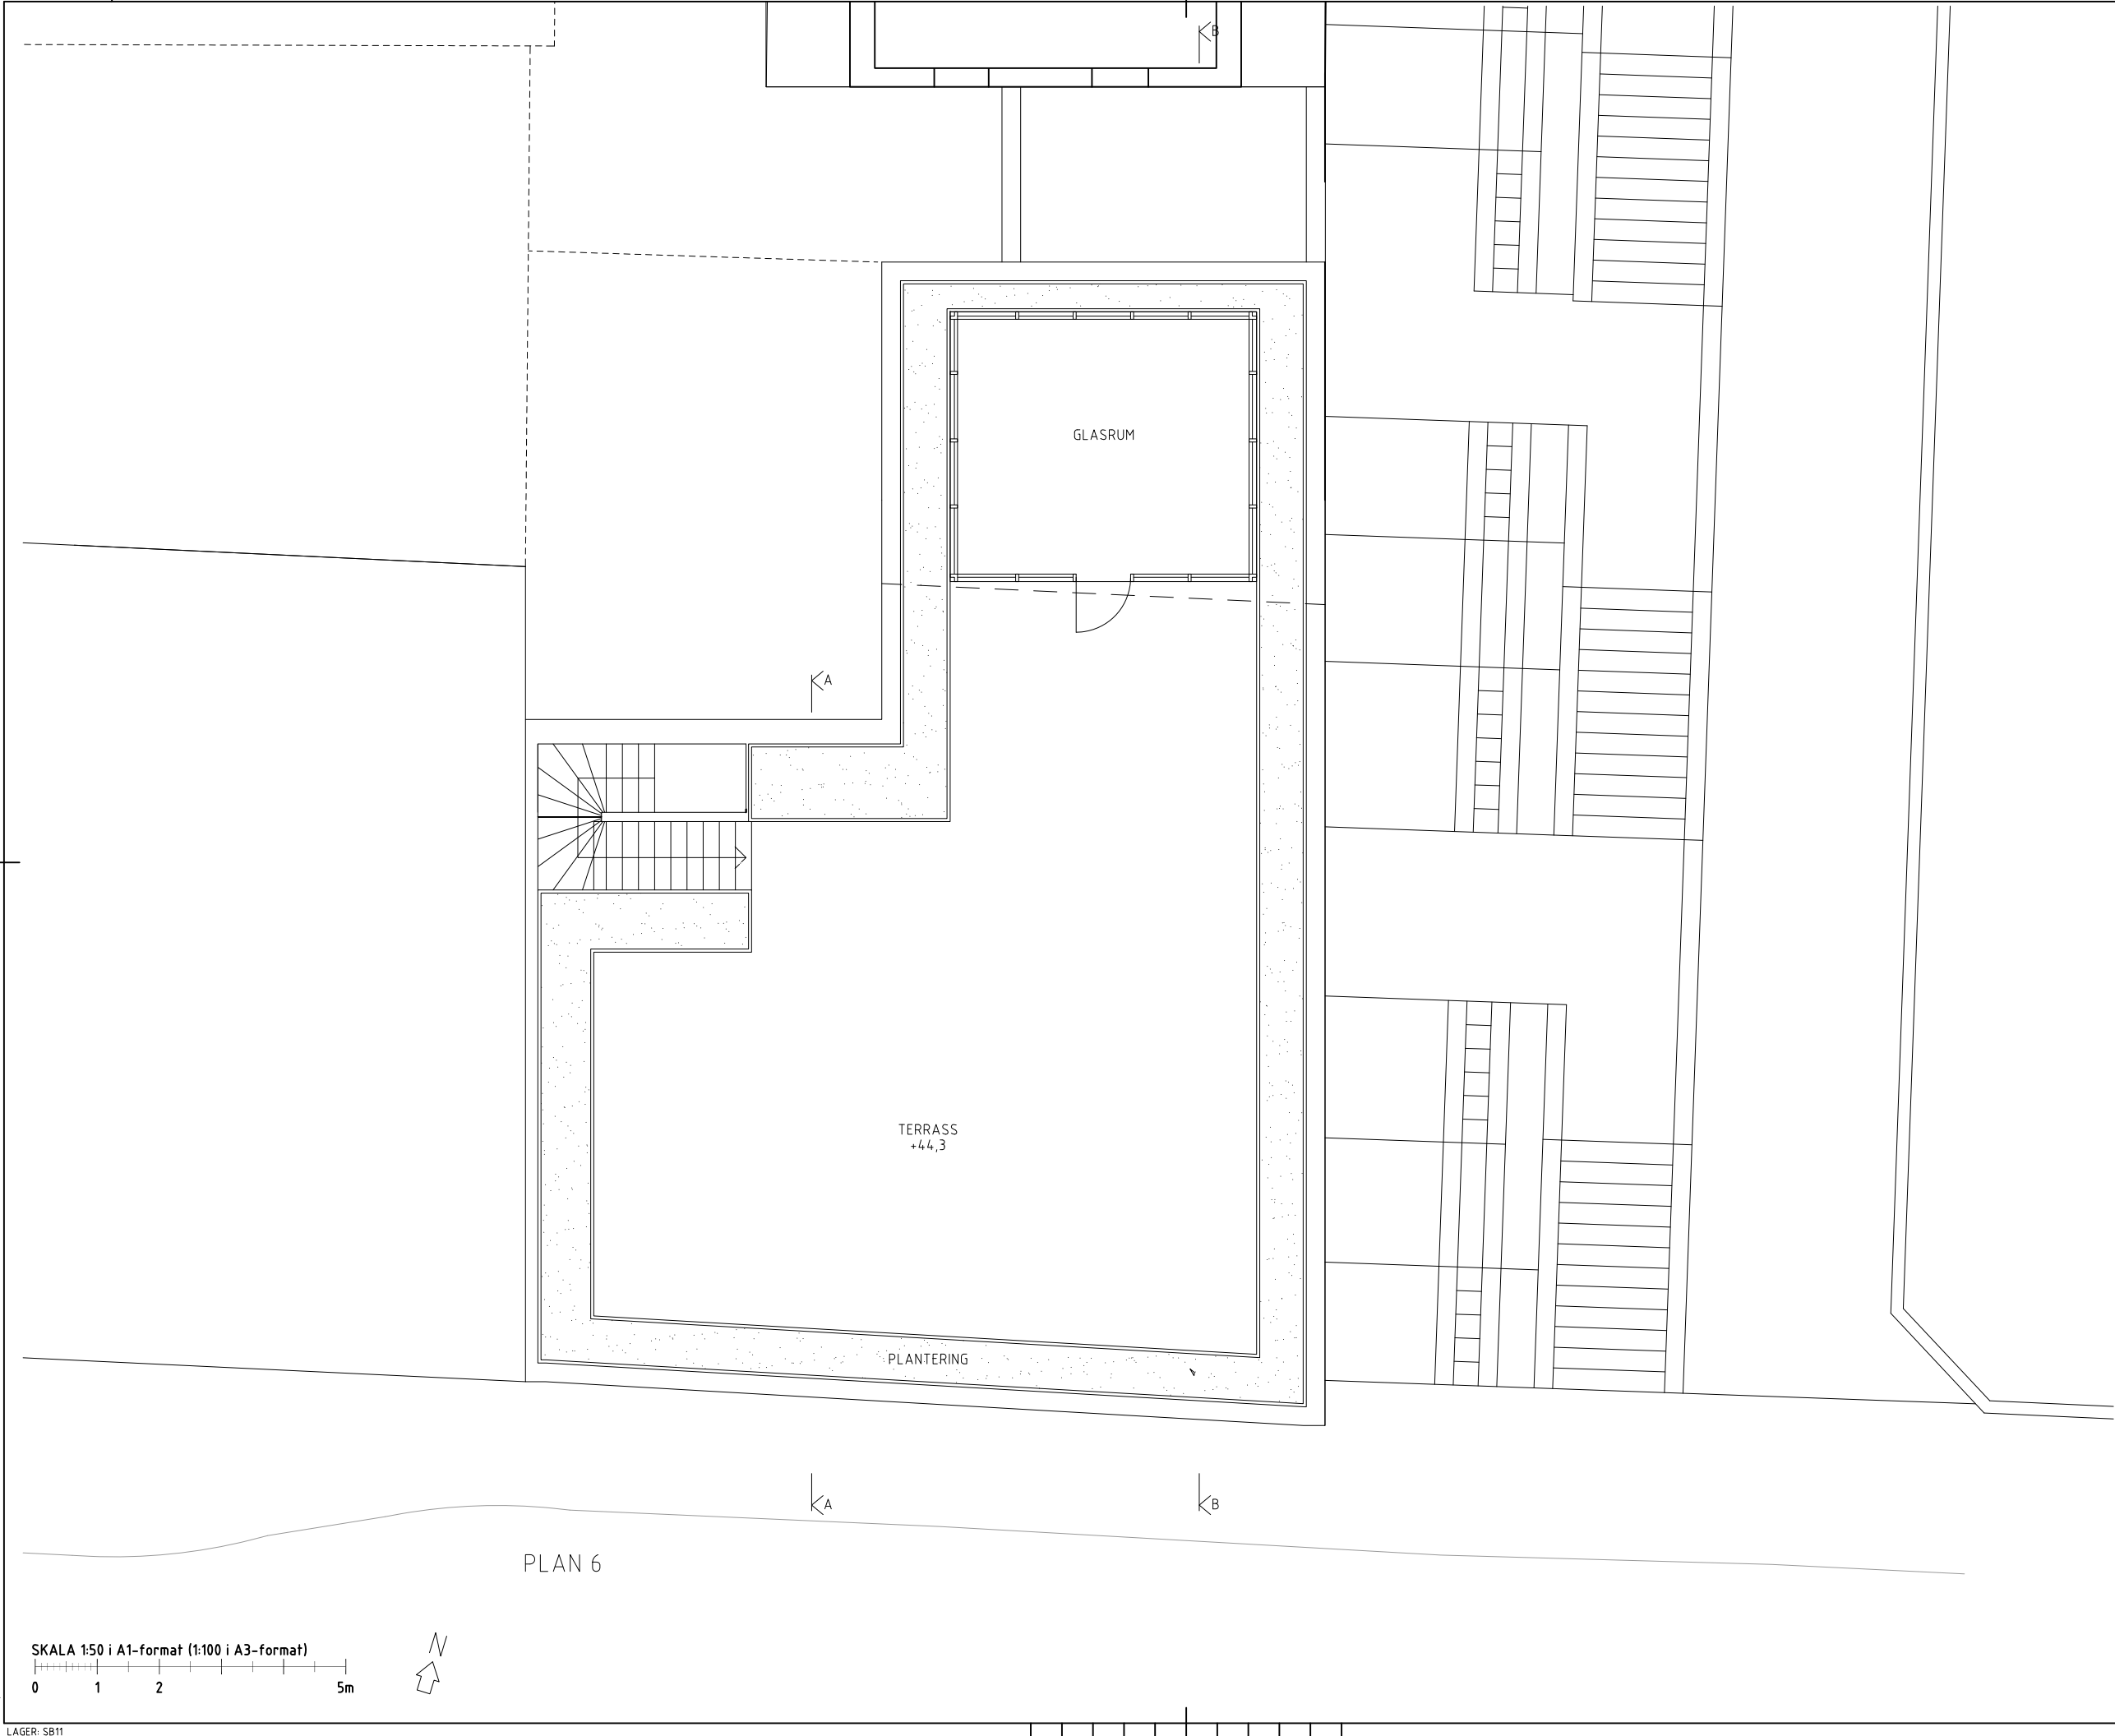 B
GLASRUM
A
TERRASS
+44,3
PLANTERING
A
B
PLAN 6
N
SKALA 1:50 i A1-format (1:100 i A3-format)
0 1 2 5m
LAGER: SB11